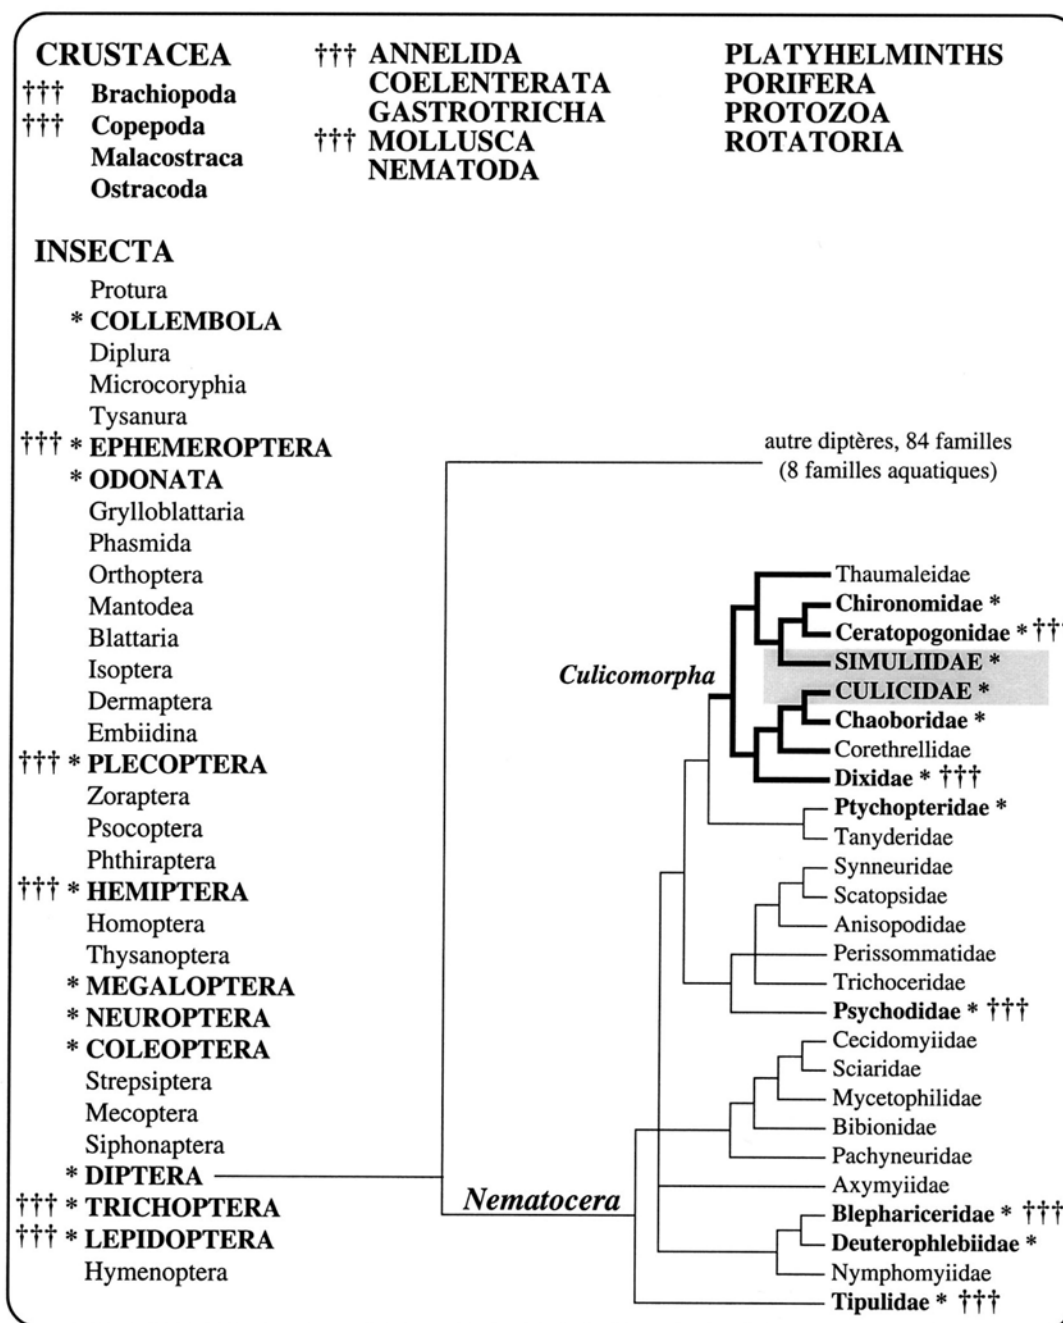 CRUSTACEA
††† Brachiopoda
††† Copepoda
Malacostraca
Ostracoda
††† ANNELIDA
COELENTERATA
GASTROTRICHA
††† MOLLUSCA
NEMATODA
PLATYHELMINTHS
PORIFERA
PROTOZOA
ROTATORIA
INSECTA
Protura
* COLLEMBOLA
Diplura
Microcoryphia
Tysanura
††† * EPHEMEROPTERA
* ODONATA
Grylloblattaria
Phasmida
Orthoptera
Mantodea
Blattaria
Isoptera
Dermaptera
Embiidina
††† * PLECOPTERA
Zoraptera
Psocoptera
Phthiraptera
††† * HEMIPTERA
Homoptera
Thysanoptera
* MEGALOPTERA
* NEUROPTERA
* COLEOPTERA
Strepsiptera
Mecoptera
Siphonaptera
* DIPTERA
††† * TRICHOPTERA
††† * LEPIDOPTERA
Hymenoptera
autre diptères, 84 familles
(8 familles aquatiques)
Culicomorpha
Nematocera
Thaumaleidae
Chironomidae *
Ceratopogonidae * †††
SIMULIIDAE *
CULICIDAE *
Chaoboridae *
Corethrellidae
Dixidae * †††
Ptychopteridae *
Tanyderidae
Synneuridae
Scatopsidae
Anisopodidae
Perissommatidae
Trichoceridae
Psychodidae * †††
Cecidomyiidae
Sciaridae
Mycetophilidae
Bibionidae
Pachyneuridae
Axymyiidae
Blephariceridae * †††
Deuterophlebiidae *
Nymphomyiidae
Tipulidae * †††